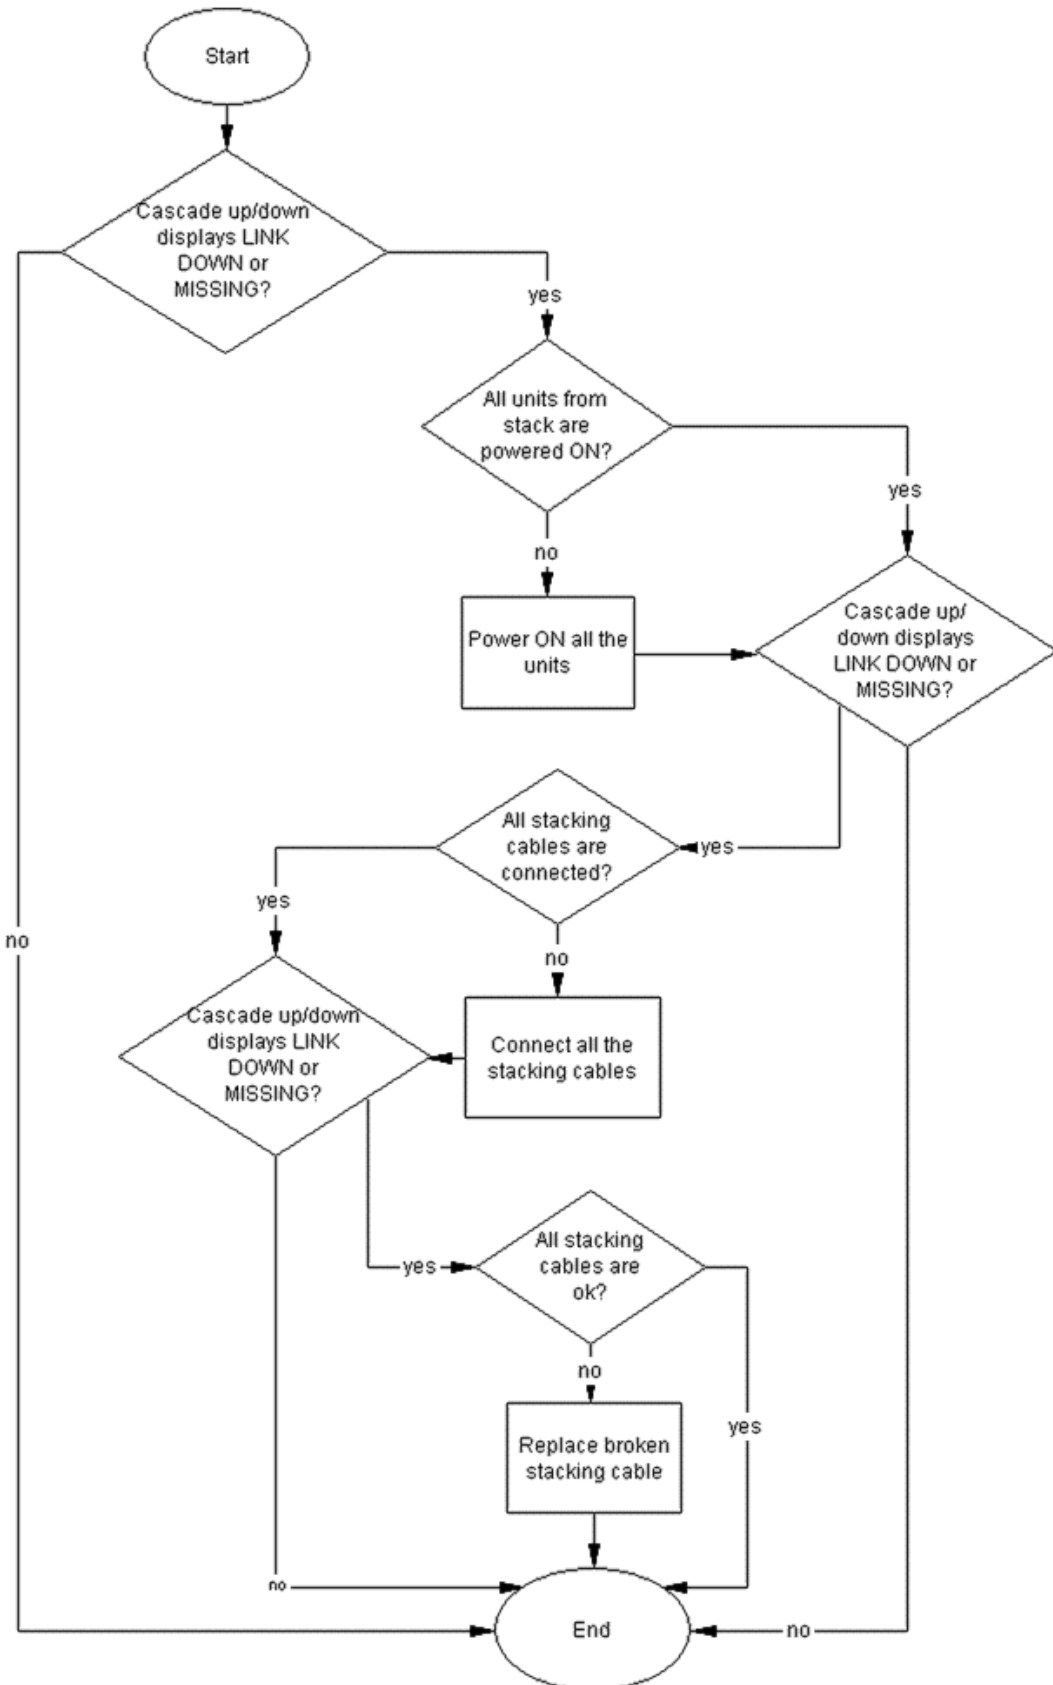 Start
Cascade up/down
displays LINK
DOWN or
MISSING?
yes
All units from
stack are
powered ON?
yes
no
Power ON all the
units
Cascade up/
down displays
LINK DOWN or
MISSING?
All stacking
cables are
connected?
yes
yes
no
no
Cascade up/down
displays LINK
DOWN or
MISSING?
Connect all the
stacking cables
All stacking
cables are
ok?
yes
no
yes
Replace broken
stacking cable
no
End
no